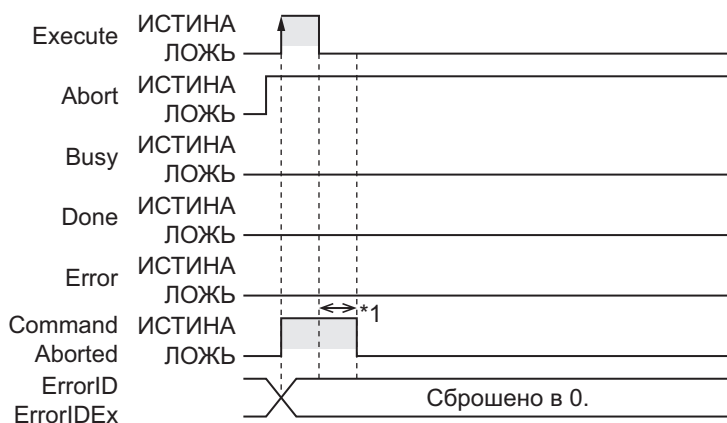 Execute ИСТИНА
ЛОЖЬ
Abort ИСТИНА
ЛОЖЬ
Busy ИСТИНА
ЛОЖЬ
Done ИСТИНА
ЛОЖЬ
Error ИСТИНА
ЛОЖЬ
*1
Command ИСТИНА
Aborted ЛОЖЬ
ErrorID
ErrorIDEx
Сброшено в 0.